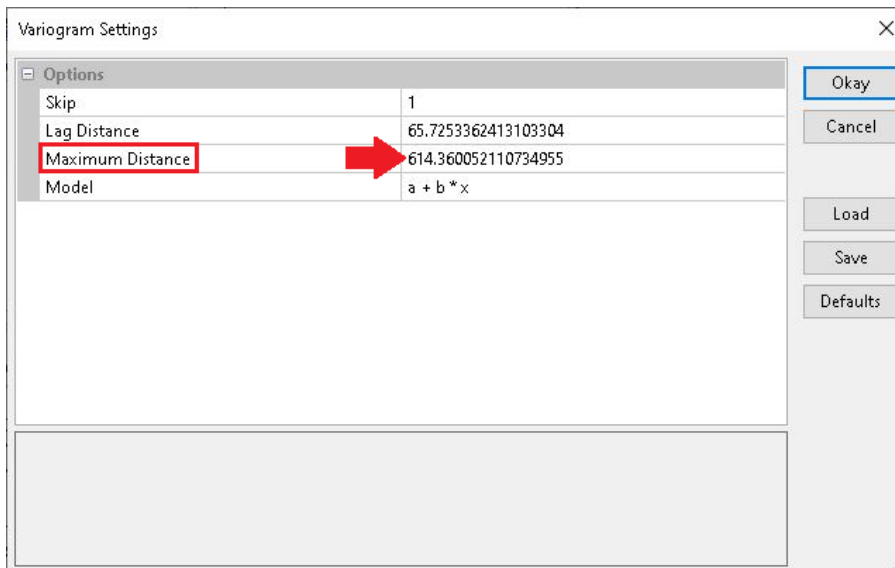 Variogram Settings
Options
Skip 1
Lag Distance 65.7253362413103304
Maximum Distance 614.360052110734955
Model a + b * x
Okay
Cancel
Load
Save
Defaults